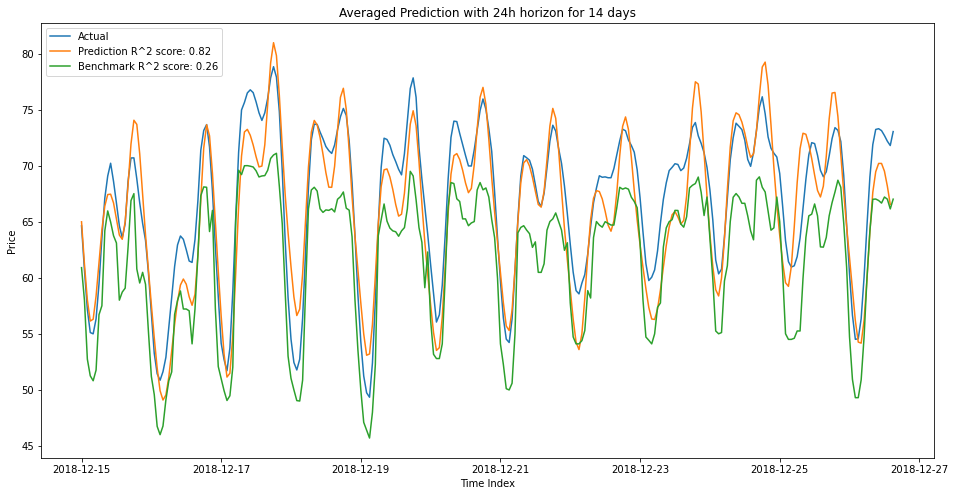 Averaged Prediction with 24h horizon for 14 days
Actual
Prediction R^2 score: 0.82
Benchmark R^2 score: 0.26
80
75
70
65
60
55
50
45
Price
2018-12-15
2018-12-17
2018-12-19
2018-12-21
2018-12-23
2018-12-25
2018-12-27
Time Index